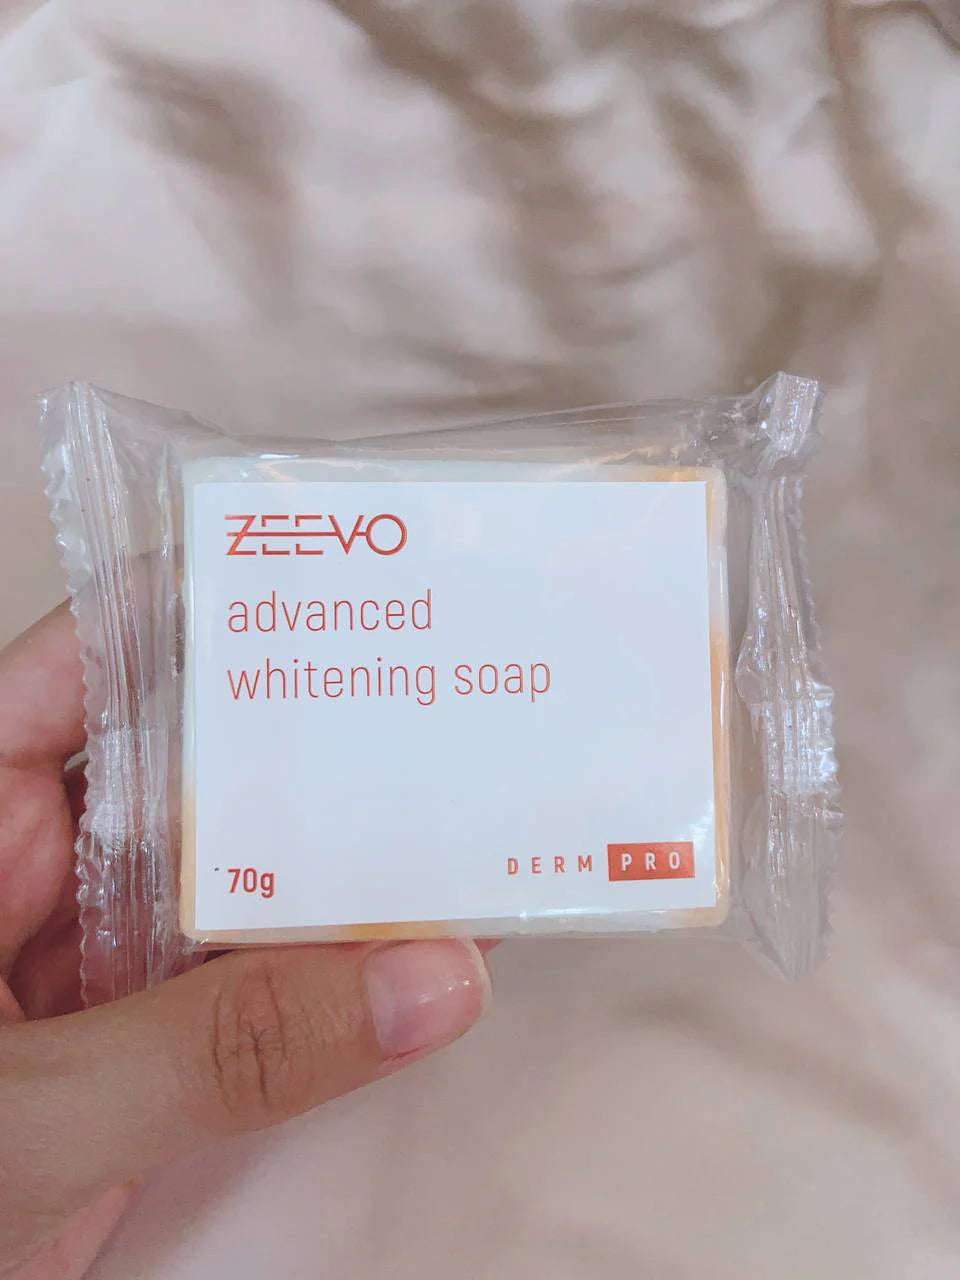 ZEEVO
advanced
whitening soap
70g
DERM PRO